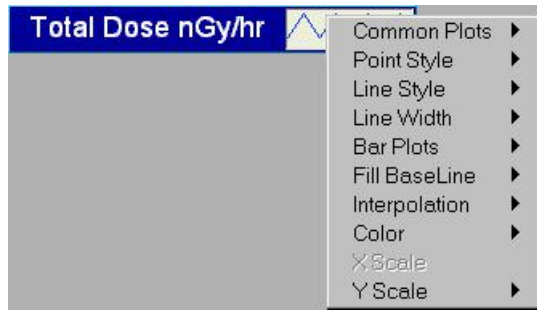 Total Dose nGy/hr
Common Plots
Point Style
Line Style
Line Width
Bar Plots
Fill BaseLine
Interpolation
Color
X Scale
Y Scale